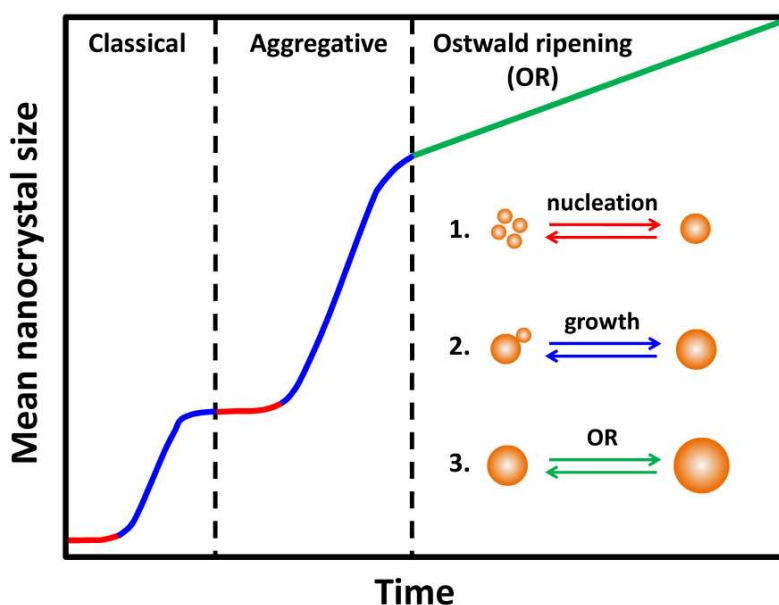 Classical
Aggregative
Ostwald ripening
(OR)
Mean nanocrystal size
1.
nucleation
2.
growth
3.
OR
Time